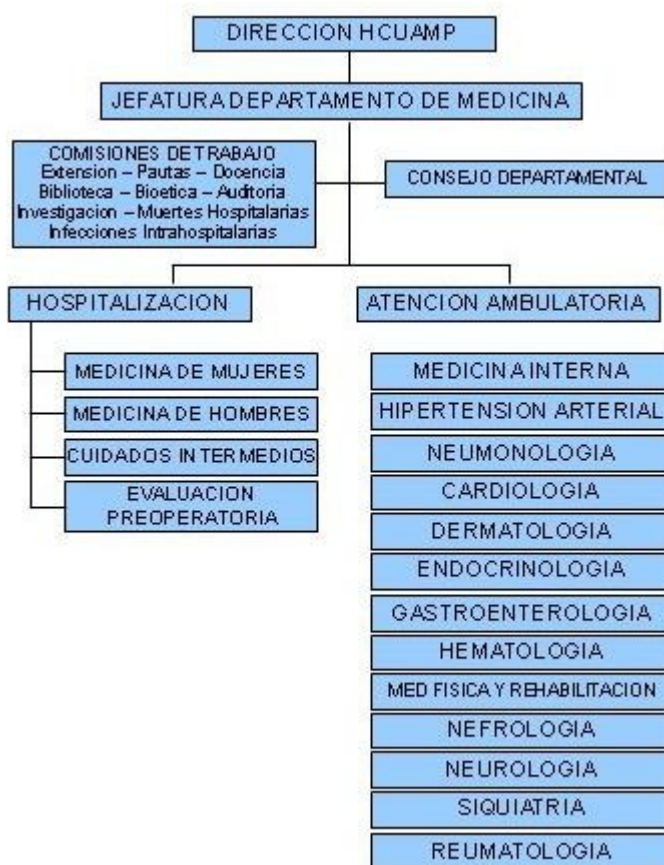 DIRECCION HCUAMP
JEFATURA DEPARTAMENTO DE MEDICINA
COMISIONES DE TRABAJO
Extension – Pautas – Docencia
Biblioteca – Bioetica – Auditoria
Investigacion – Muertes Hospitalarias
Infecciones Intrahospitalarias
CONSEJO DEPARTAMENTAL
HOSPITALIZACION
MEDICINA DE MUJERES
MEDICINA DE HOMBRES
CUIDADOS INTERMEDIOS
EVALUACION
PREOPERATORIA
ATENCION AMBULATORIA
MEDICINA INTERNA
HIPERTENSION ARTERIAL
NEUMONOLOGIA
CARDIOLOGIA
DERMATOLOGIA
ENDOCRINOLOGIA
GASTROENTEROLOGIA
HEMATOLOGIA
MED FISICA Y REHABILITACION
NEFROLOGIA
NEUROLOGIA
SIQUIATRIA
REUMATOLOGIA